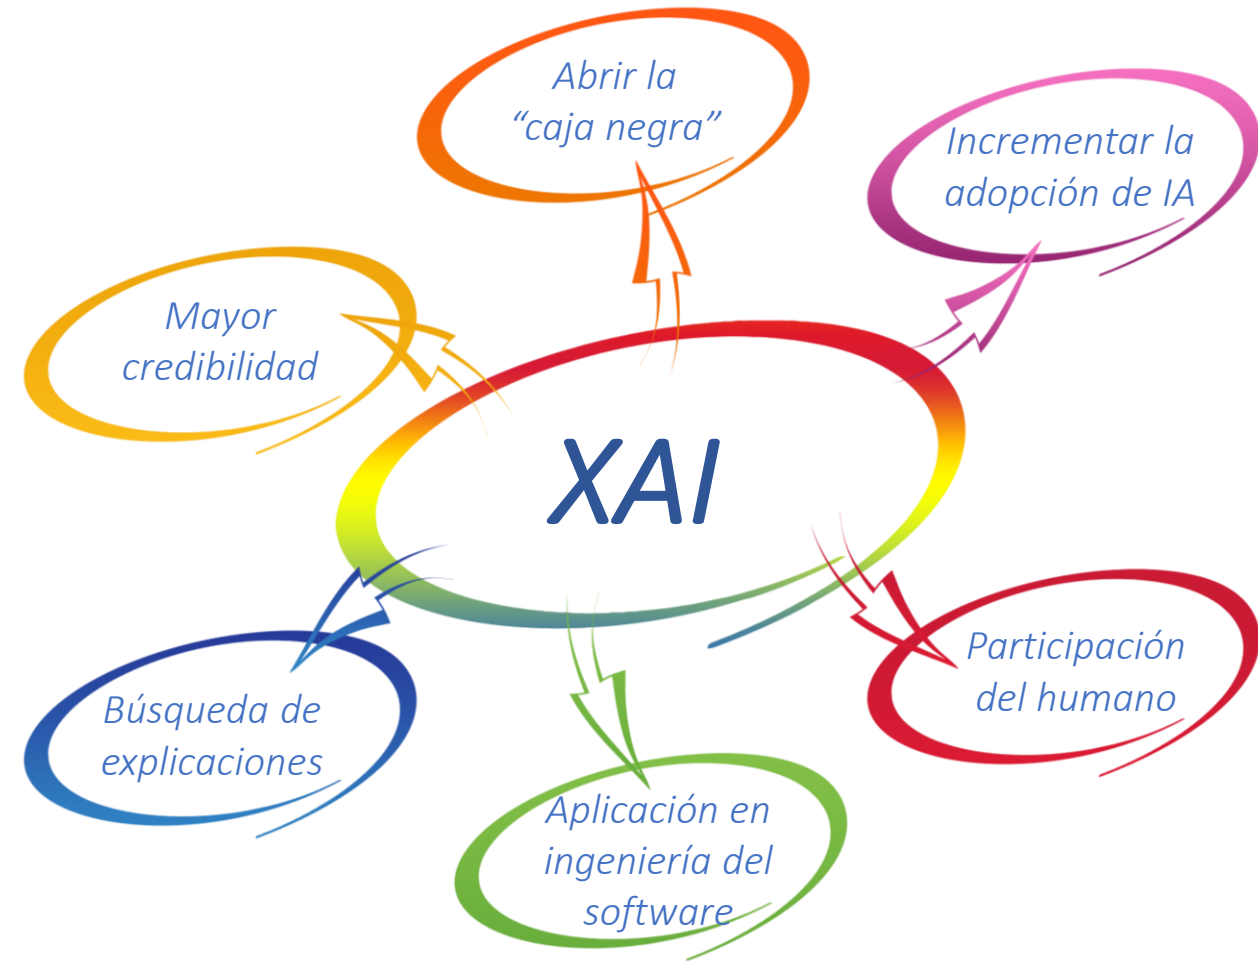 Abrir la
“caja negra”
Incrementar la
adopción de IA
Mayor
credibilidad
XAI
Participación
del humano
Búsqueda de
explicaciones
Aplicación en
ingeniería del
software